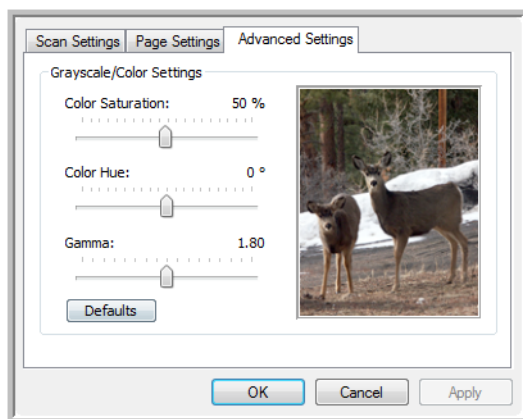 Scan Settings Page Settings Advanced Settings
Grayscale/Color Settings
Color Saturation: 50 %
Color Hue: 0 °
Gamma: 1.80
Defaults
OK Cancel Apply